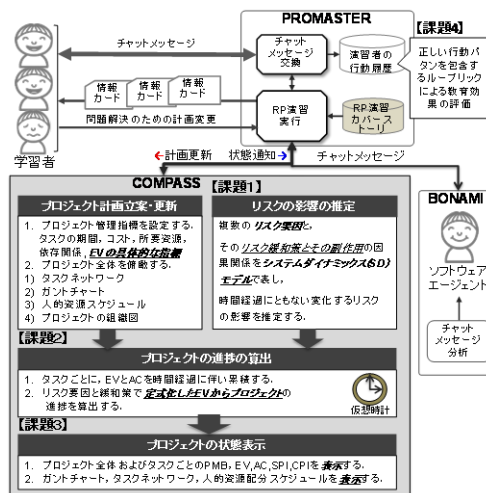 PROMASTER
【課題4】
チャットメッセージ
チャット
メッセージ
交換
演習者の
行動履歴
正しい行動パ
タンを包含す
るルーブリック
による教育効
果の評価
情報
カード
情報
カード
情報
カード
RP演習
実行
RP演習
カバース
トーリ
問題解決のための計画変更
学習者
計画更新
状態通知
チャットメッセージ
COMPASS
【課題1】
BONAMI
プロジェクト計画立案・更新
1. プロジェクト管理指標を設定する.
タスクの期間, コスト, 所要資源,
依存関係, EVの具体的な指標
2. プロジェクト全体を俯瞰する.
1) タスクネットワーク
2) ガントチャート
3) 人的資源スケジュール
4) プロジェクトの組織図
リスクの影響の推定
複数のリスク要因と,
そのリスク緩和策とその副作用の因
果関係をシステムダイナミックス(SD)
モデルで表し,
時間経過にともない変化するリスク
の影響を推定する.
ソフトウェア
エージェント
チャット
メッセージ
分析
【課題2】
プロジェクトの進捗の算出
1. タスクごとに, EVとACを時間経過に伴い累積する.
2. リスク要因と緩和策で定式化したEVからプロジェクトの
進捗を算出する.
仮想時計
【課題3】
プロジェクトの状態表示
1. プロジェクト全体 およびタスクごとのPMB, EV, AC, SPI, CPIを表示する.
2. ガントチャート, タスクネットワーク, 人的資源配分 スケジュールを表示する.